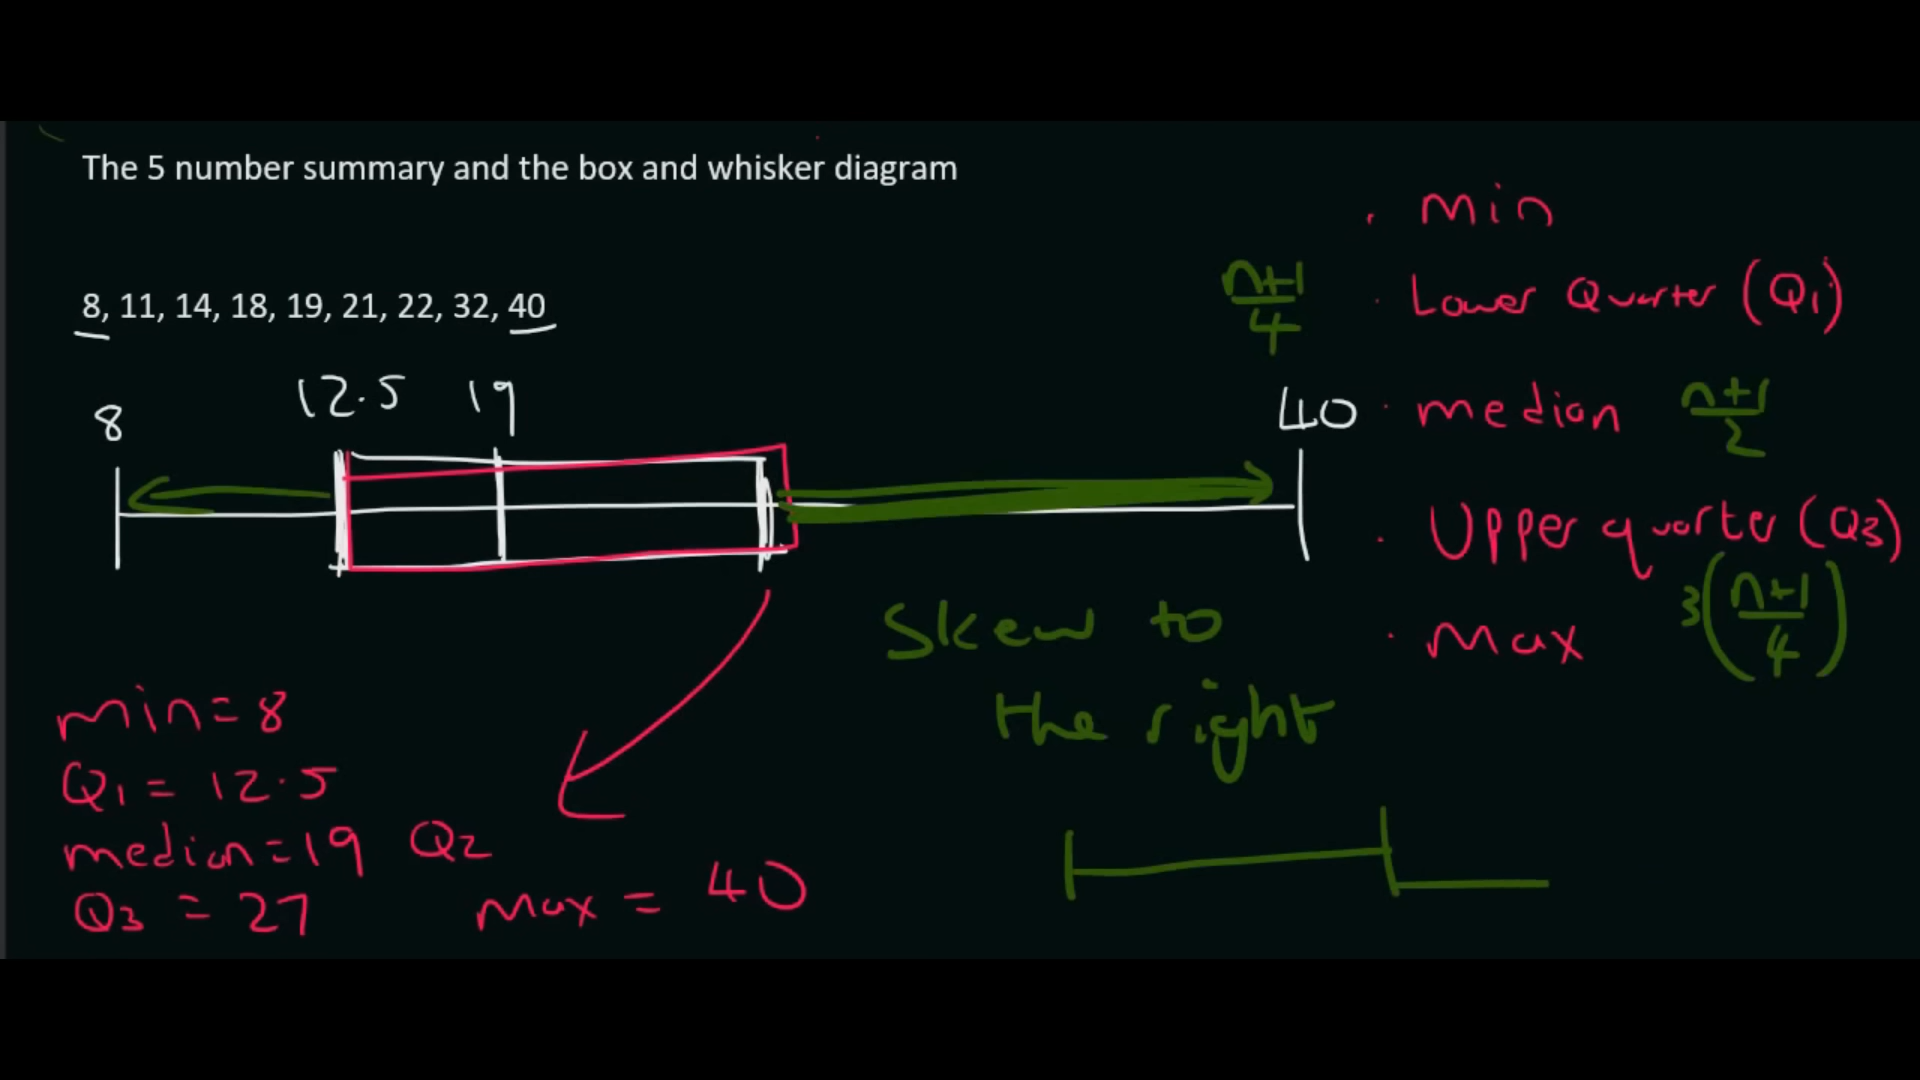 The 5 number summary and the box and whisker diagram
8, 11, 14, 18, 19, 21, 22, 32, 40
8
12.5
19
40
· min
n+1/4 · Lower Quarter (Q1)
· median n+1/2
· Upper quarter (Q3)
3(n+1/4)
· Max
Skew to
the right
min = 8
Q1 = 12.5
median = 19 Q2
Q3 = 27
Max = 40